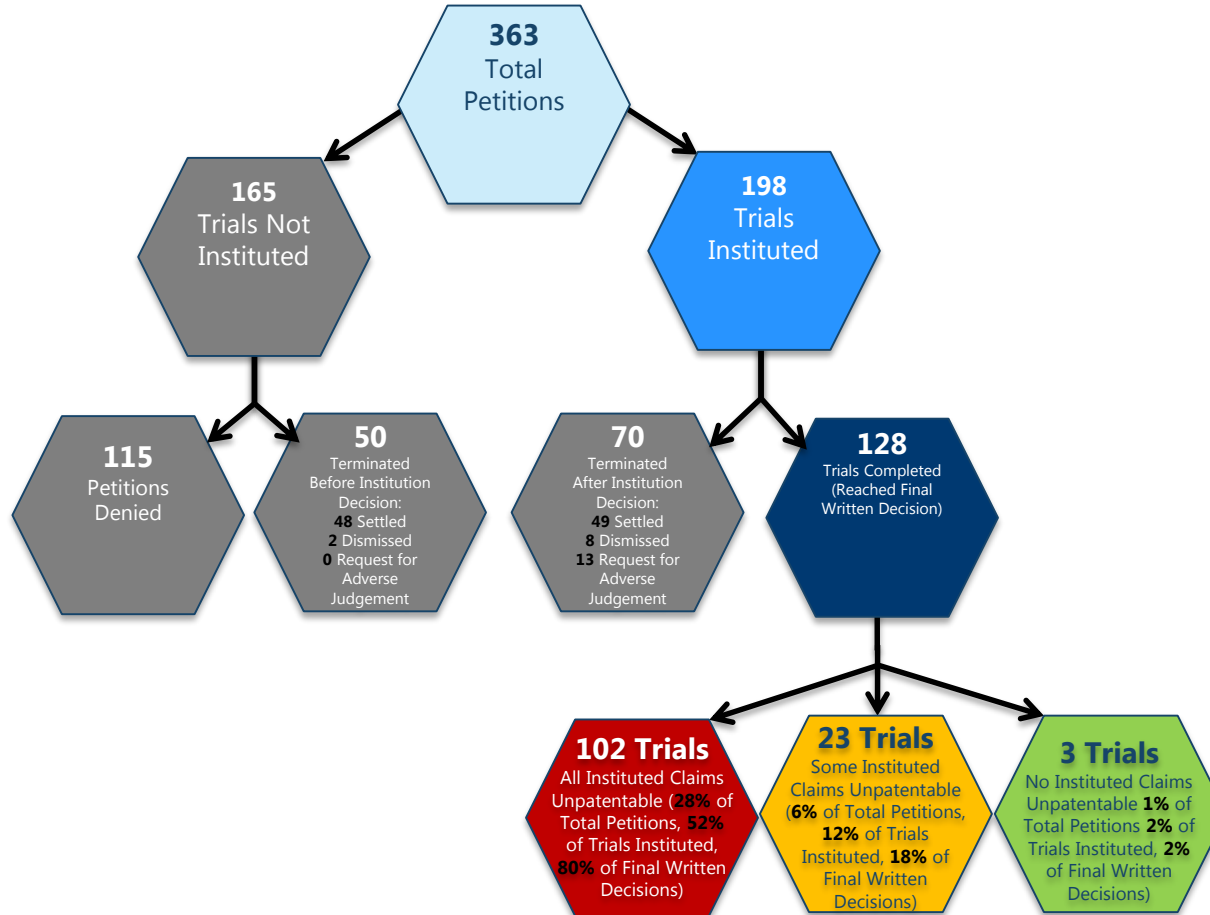 363
Total
Petitions
165
Trials Not
Instituted
198
Trials
Instituted
115
Petitions
Denied
50
Terminated
Before Institution
Decision:
48 Settled
2 Dismissed
0 Request for
Adverse
Judgement
70
Terminated
After Institution
Decision:
49 Settled
8 Dismissed
13 Request for
Adverse
Judgement
128
Trials Completed
(Reached Final
Written Decision)
102 Trials
All Instituted Claims
Unpatentable (28% of
Total Petitions, 52%
of Trials Instituted,
80% of Final Written
Decisions)
23 Trials
Some Instituted
Claims Unpatentable
(6% of Total Petitions,
12% of Trials
Instituted, 18% of
Final Written
Decisions)
3 Trials
No Instituted Claims
Unpatentable 1% of
Total Petitions 2% of
Trials Instituted, 2%
of Final Written
Decisions)